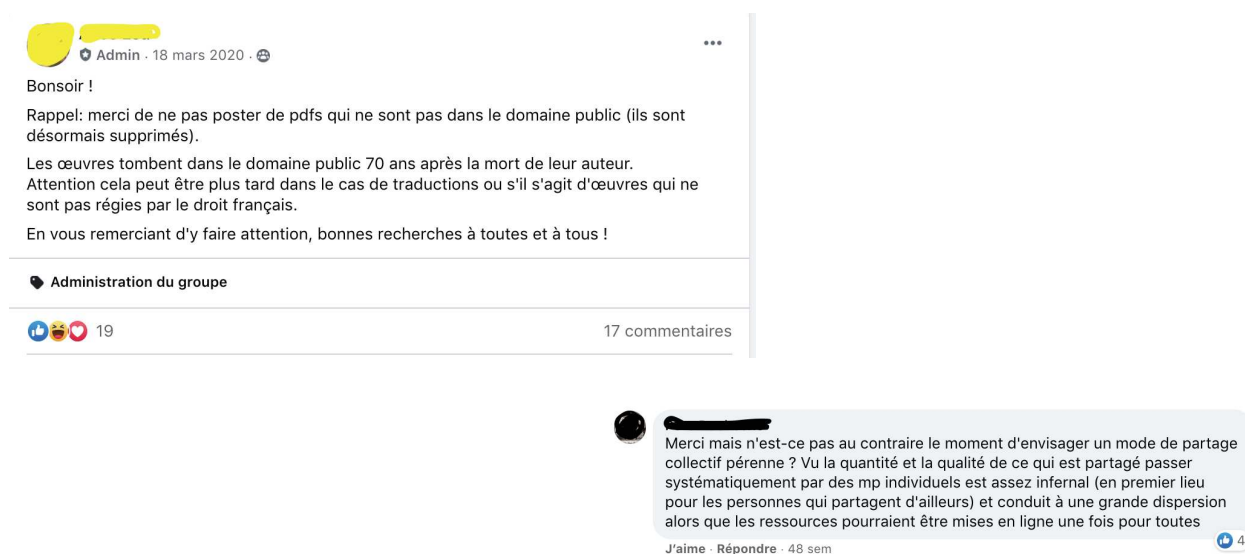 Admin · 18 mars 2020 ·
Bonsoir !
Rappel: merci de ne pas poster de pdfs qui ne sont pas dans le domaine public (ils sont
désormais supprimés).
Les œuvres tombent dans le domaine public 70 ans après la mort de leur auteur.
Attention cela peut être plus tard dans le cas de traductions ou s'il s'agit d'œuvres qui ne
sont pas régies par le droit français.
En vous remerciant d'y faire attention, bonnes recherches à toutes et à tous !
Administration du groupe
19
17 commentaires
Merci mais n'est-ce pas au contraire le moment d'envisager un mode de partage
collectif pérenne ? Vu la quantité et la qualité de ce qui est partagé passer
systématiquement par des mp individuels est assez infernal (en premier lieu
pour les personnes qui partagent d'ailleurs) et conduit à une grande dispersion
alors que les ressources pourraient être mises en ligne une fois pour toutes
4
J'aime · Répondre · 48 sem